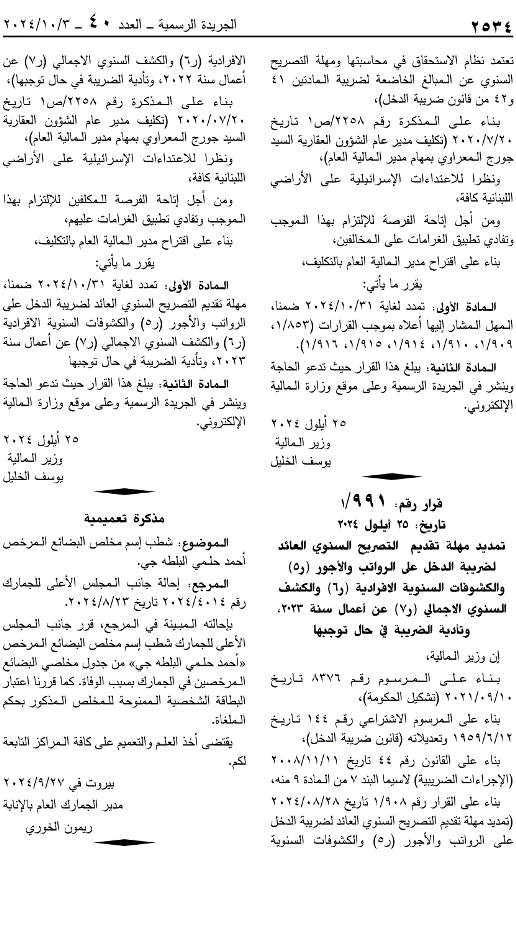 ٢٥٣٤
الجريدة الرسمية ــ العدد ٤٠ ــ ٢٠٢٤/١٠/٣
تعتمد نظام الاستحقاق في محاسبتها ومهلة التصريح
السنوي عن المبالغ الخاضعة لضريبة المادتين ٤١
و٤٢ من قانون ضريبة الدخل)،
بناء على المذكرة رقم ٢٢٥٨/ص١ تاريخ
٢٠٢٠/٧/٢٠ (تكليف مدير عام الشؤون العقارية السيد
جورج المعراوي بمهام مدير المالية العام)،
ونظرا للاعتداءات الإسرائيلية على الأراضي
اللبنانية كافة،
ومن أجل إتاحة الفرصة للإلتزام بهذا الموجب
وتفادي تطبيق الغرامات على المخالفين،
بناء على اقتراح مدير المالية العام بالتكليف،
يقرر ما يأتي:
المادة الأولى: تمدد لغاية ٢٠٢٤/١٠/٣١ ضمنا،
المهل المشار إليها أعلاه بموجب القرارات (١/٨٥٣،
١/٩٠٩، ١/٩١٠، ١/٩١٤، ١/٩١٥، ١/٩١٦).
المادة الثانية: يبلغ هذا القرار حيث تدعو الحاجة
وينشر في الجريدة الرسمية وعلى موقع وزارة المالية
الإلكتروني.
٢٥ أيلول ٢٠٢٤
وزير المالية
يوسف الخليل
قرار رقم: ١/٩٩١
تاريخ: ٢٥ أيلول ٢٠٢٤
تمديد مهلة تقديم التصريح السنوي العائد
لضريبة الدخل على الرواتب والأجور (ر٥)
والكشوفات السنوية الافرادية (ر٦) والكشف
السنوي الاجمالي (ر٧) عن أعمال سنة ٢٠٢٣،
وتأدية الضريبة في حال توجبها
إن وزير المالية،
بناء على المرسوم رقم ٨٣٧٦ تاريخ
٢٠٢١/٠٩/١٠ (تشكيل الحكومة)،
بناء على المرسوم الاشتراعي رقم ١٤٤ تاريخ
١٩٥٩/٦/١٢ وتعديلاته (قانون ضريبة الدخل)،
بناء على القانون رقم ٤٤ تاريخ ٢٠٠٨/١١/١١
(الإجراءات الضريبية) لاسيما البند ٧ من المادة ٩ منه،
بناء على القرار رقم ١/٩٠٨ تاريخ ٢٠٢٤/٠٨/٢٨
(تمديد مهلة تقديم التصريح السنوي العائد لضريبة الدخل
على الرواتب والأجور (ر٥) والكشوفات السنوية
الافرادية (ر٦) والكشف السنوي الاجمالي (ر٧) عن
أعمال سنة ٢٠٢٢، وتأدية الضريبة في حال توجبها)،
بناء على المذكرة رقم ٢٢٥٨/ص١ تاريخ
٢٠٢٠/٠٧/٢٠ (تكليف مدير عام الشؤون العقارية
السيد جورج المعراوي بمهام مدير المالية العام)،
ونظرا للاعتداءات الإسرائيلية على الأراضي
اللبنانية كافة،
ومن أجل إتاحة الفرصة للمكلفين للإلتزام بهذا
الموجب وتفادي تطبيق الغرامات عليهم،
بناء على اقتراح مدير المالية العام بالتكليف،
يقرر ما يأتي:
المادة الأولى: تمدد لغاية ٢٠٢٤/١٠/٣١ ضمنا،
مهلة تقديم التصريح السنوي العائد لضريبة الدخل على
الرواتب والأجور (ر٥) والكشوفات السنوية الافرادية
(ر٦) والكشف السنوي الاجمالي (ر٧) عن أعمال سنة
٢٠٢٣، وتأدية الضريبة في حال توجبها
المادة الثانية: يبلغ هذا القرار حيث تدعو الحاجة
وينشر في الجريدة الرسمية وعلى موقع وزارة المالية
الإلكتروني.
٢٥ أيلول ٢٠٢٤
وزير المالية
يوسف الخليل
مذكرة تعميمية
الموضوع: شطب إسم مخلص البضائع المرخص
أحمد حلمي البلطه جي.
المرجع: إحالة جانب المجلس الأعلى للجمارك
رقم ٢٠٢٤/٤٠١٤ تاريخ ٢٠٢٤/٨/٢٣.
بإحالته المبينة في المرجع، قرر جانب المجلس
الأعلى للجمارك شطب إسم مخلص البضائع المرخص
«أحمد حلمي البلطه جي» من جدول مخلصي البضائع
المرخصين في الجمارك بسبب الوفاة. كما قررنا اعتبار
البطاقة الشخصية الممنوحة للمخلص المذكور بحكم
الملغاة.
يقتضى أخذ العلم والتعميم على كافة المراكز التابعة
لكم.
بيروت في ٢٠٢٤/٩/٢٧
مدير الجمارك العام بالإنابة
ريمون الخوري